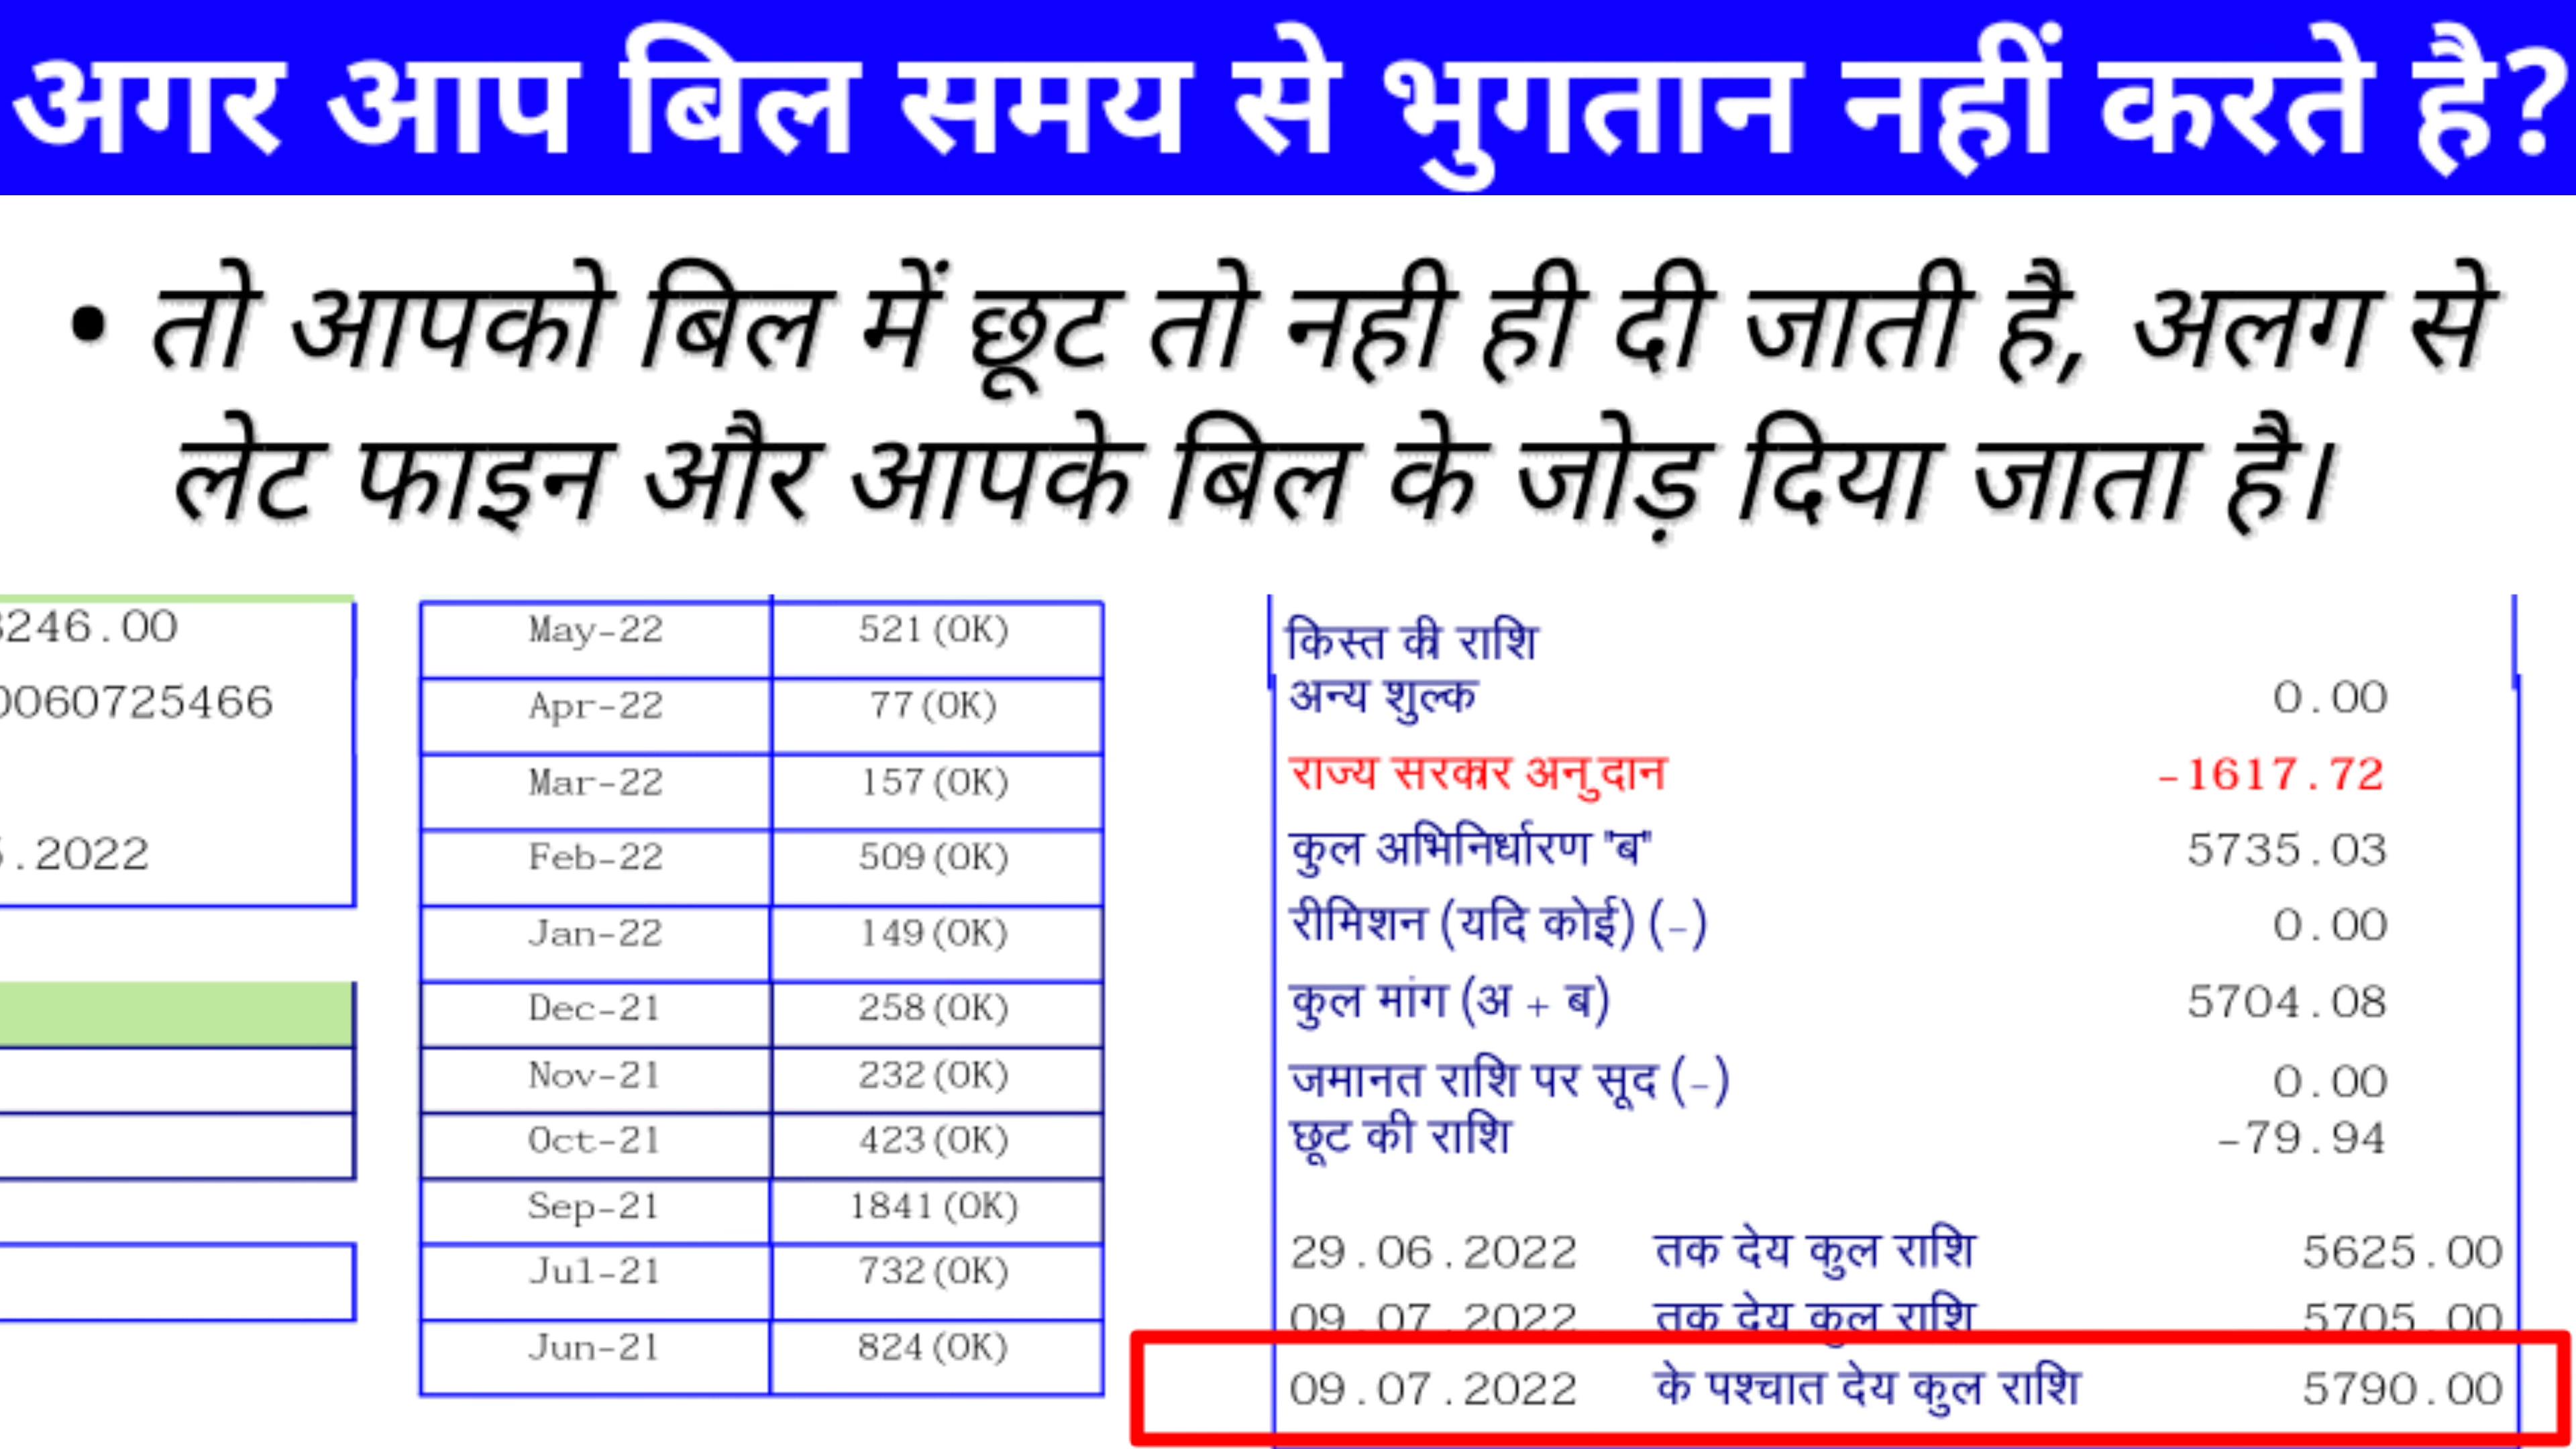 अगर आप बिल समय से भुगतान नहीं करते है?
• तो आपको बिल में छूट तो नही ही दी जाती है, अलग से
लेट फाइन और आपके बिल के जोड़ दिया जाता है।
246.00
0060725466
.2022
May-22 521(OK)
Apr-22 77(OK)
Mar-22 157(OK)
Feb-22 509(OK)
Jan-22 149(OK)
Dec-21 258(OK)
Nov-21 232(OK)
Oct-21 423(OK)
Sep-21 1841(OK)
Jul-21 732(OK)
Jun-21 824(OK)
किस्त की राशि
अन्य शुल्क 0.00
राज्य सरकार अनुदान -1617.72
कुल अभिनिर्धारण "ब" 5735.03
रीमिशन (यदि कोई) (-) 0.00
कुल मांग (अ + ब) 5704.08
जमानत राशि पर सूद (-) 0.00
छूट की राशि -79.94
29.06.2022 तक देय कुल राशि 5625.00
09.07.2022 तक देय कुल राशि 5705.00
09.07.2022 के पश्चात देय कुल राशि 5790.00